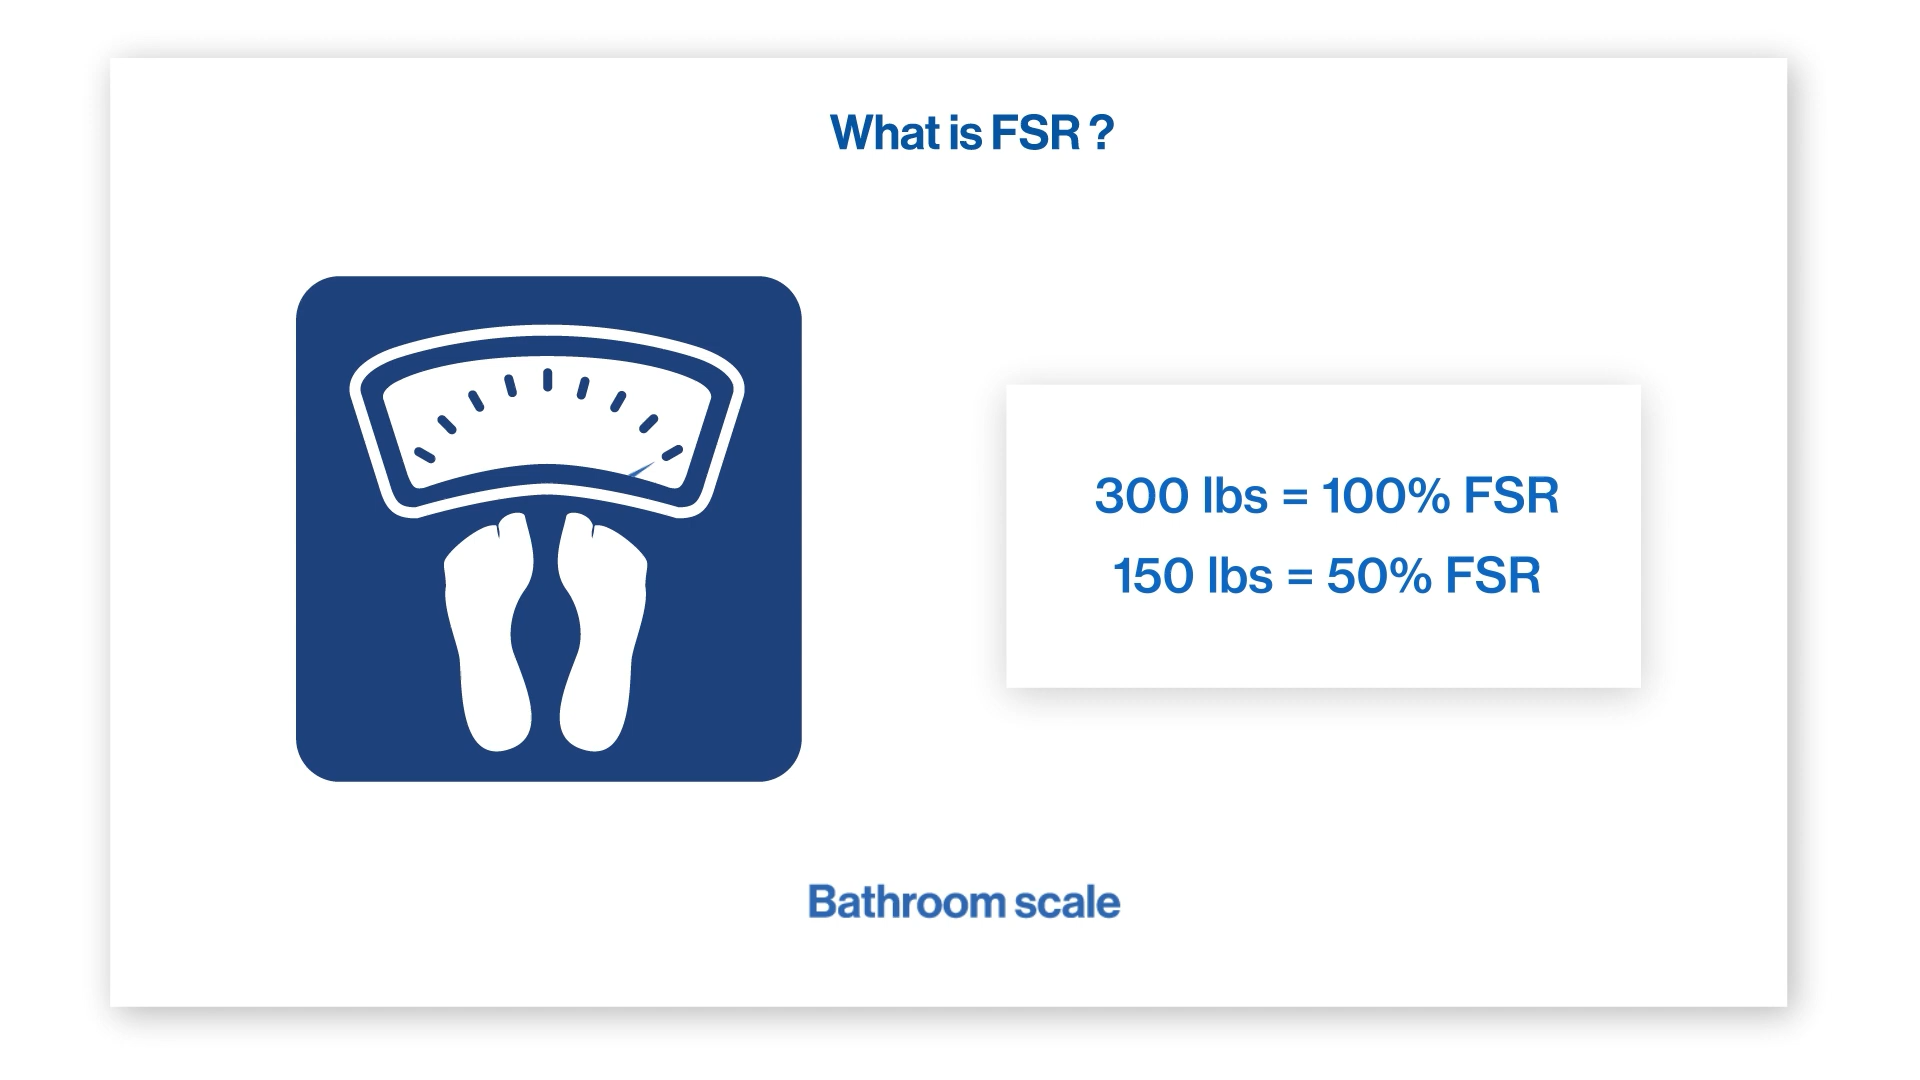 What is FSR ?
300 lbs = 100% FSR
150 lbs = 50% FSR
Bathroom scale